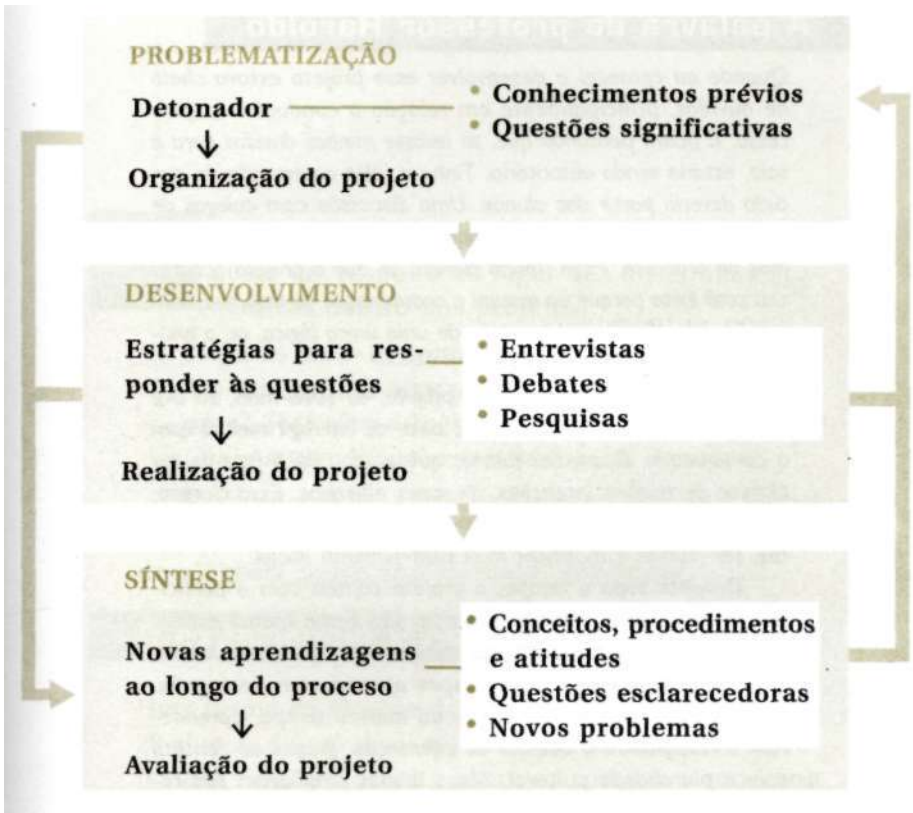 PROBLEMATIZAÇÃO
Detonador
• Conhecimentos prévios
• Questões significativas
Organização do projeto
DESENVOLVIMENTO
Estratégias para res-
ponder às questões
• Entrevistas
• Debates
• Pesquisas
Realização do projeto
SÍNTESE
Novas aprendizagens
ao longo do proceso
• Conceitos, procedimentos
e atitudes
• Questões esclarecedoras
• Novos problemas
Avaliação do projeto